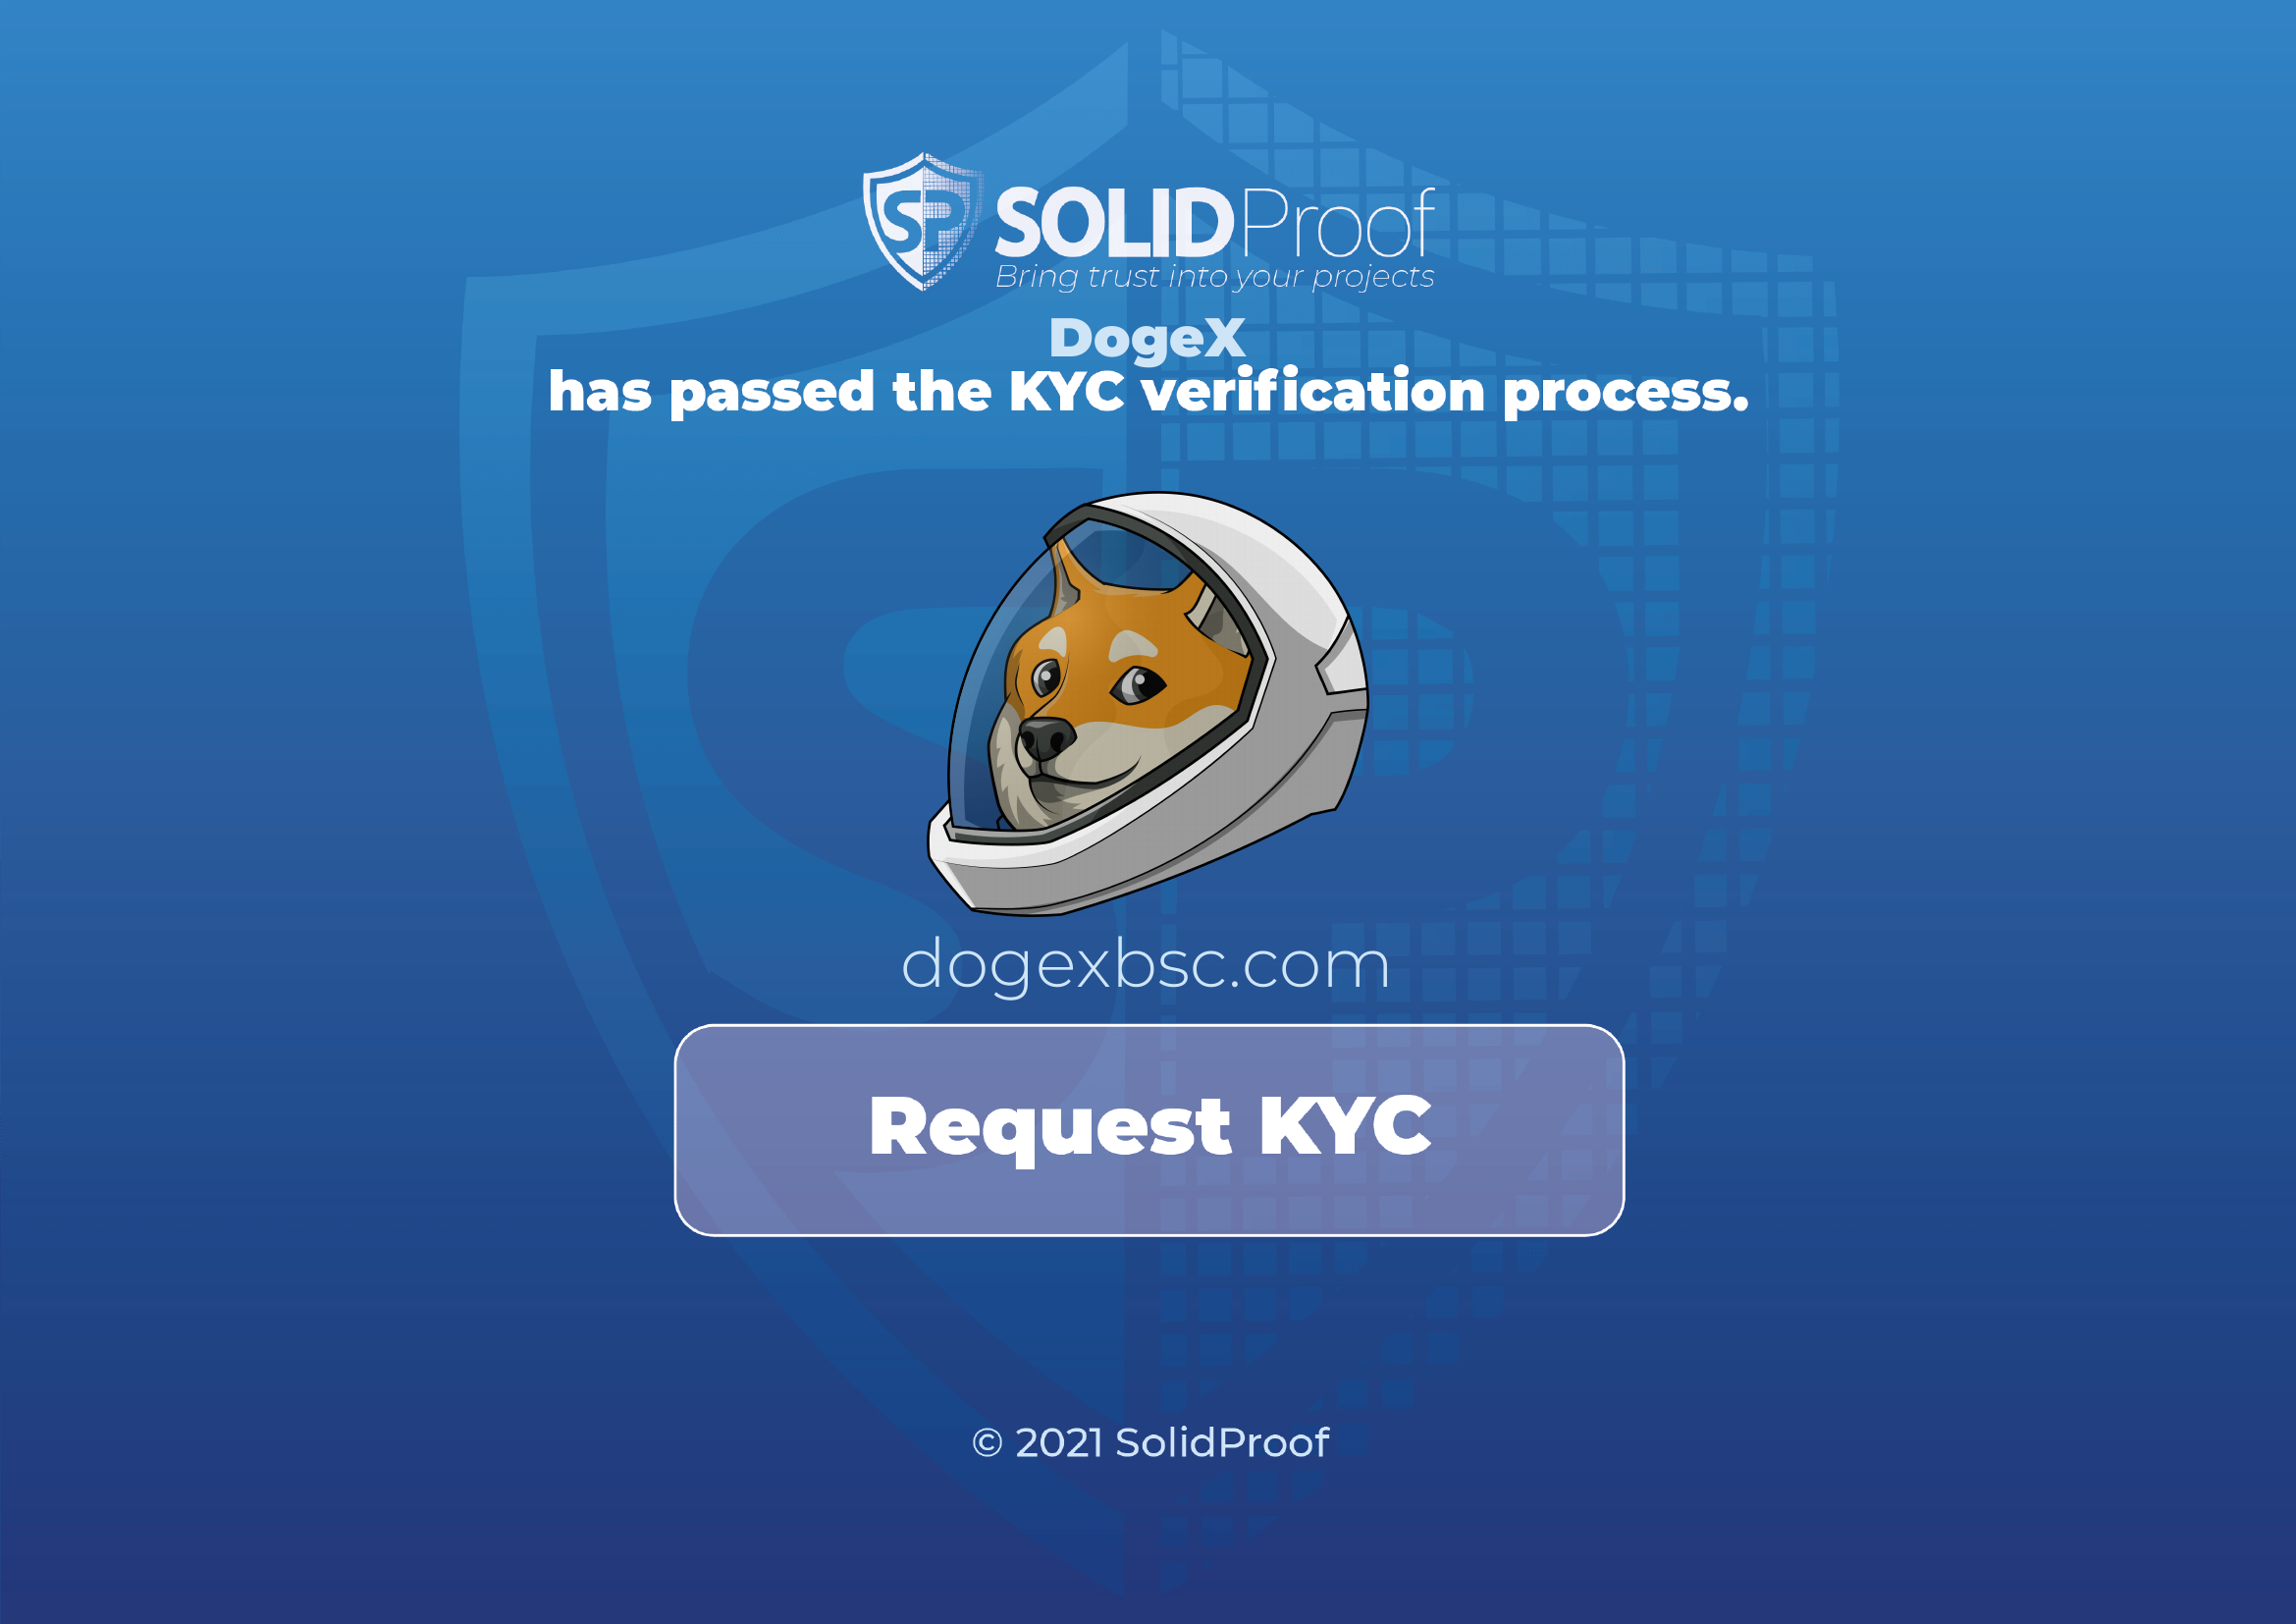 SP
SOLIDProof
Bring trust into your projects
DogeX
has passed the KYC verification process.
dogexbsc.com
Request KYC
© 2021 SolidProof